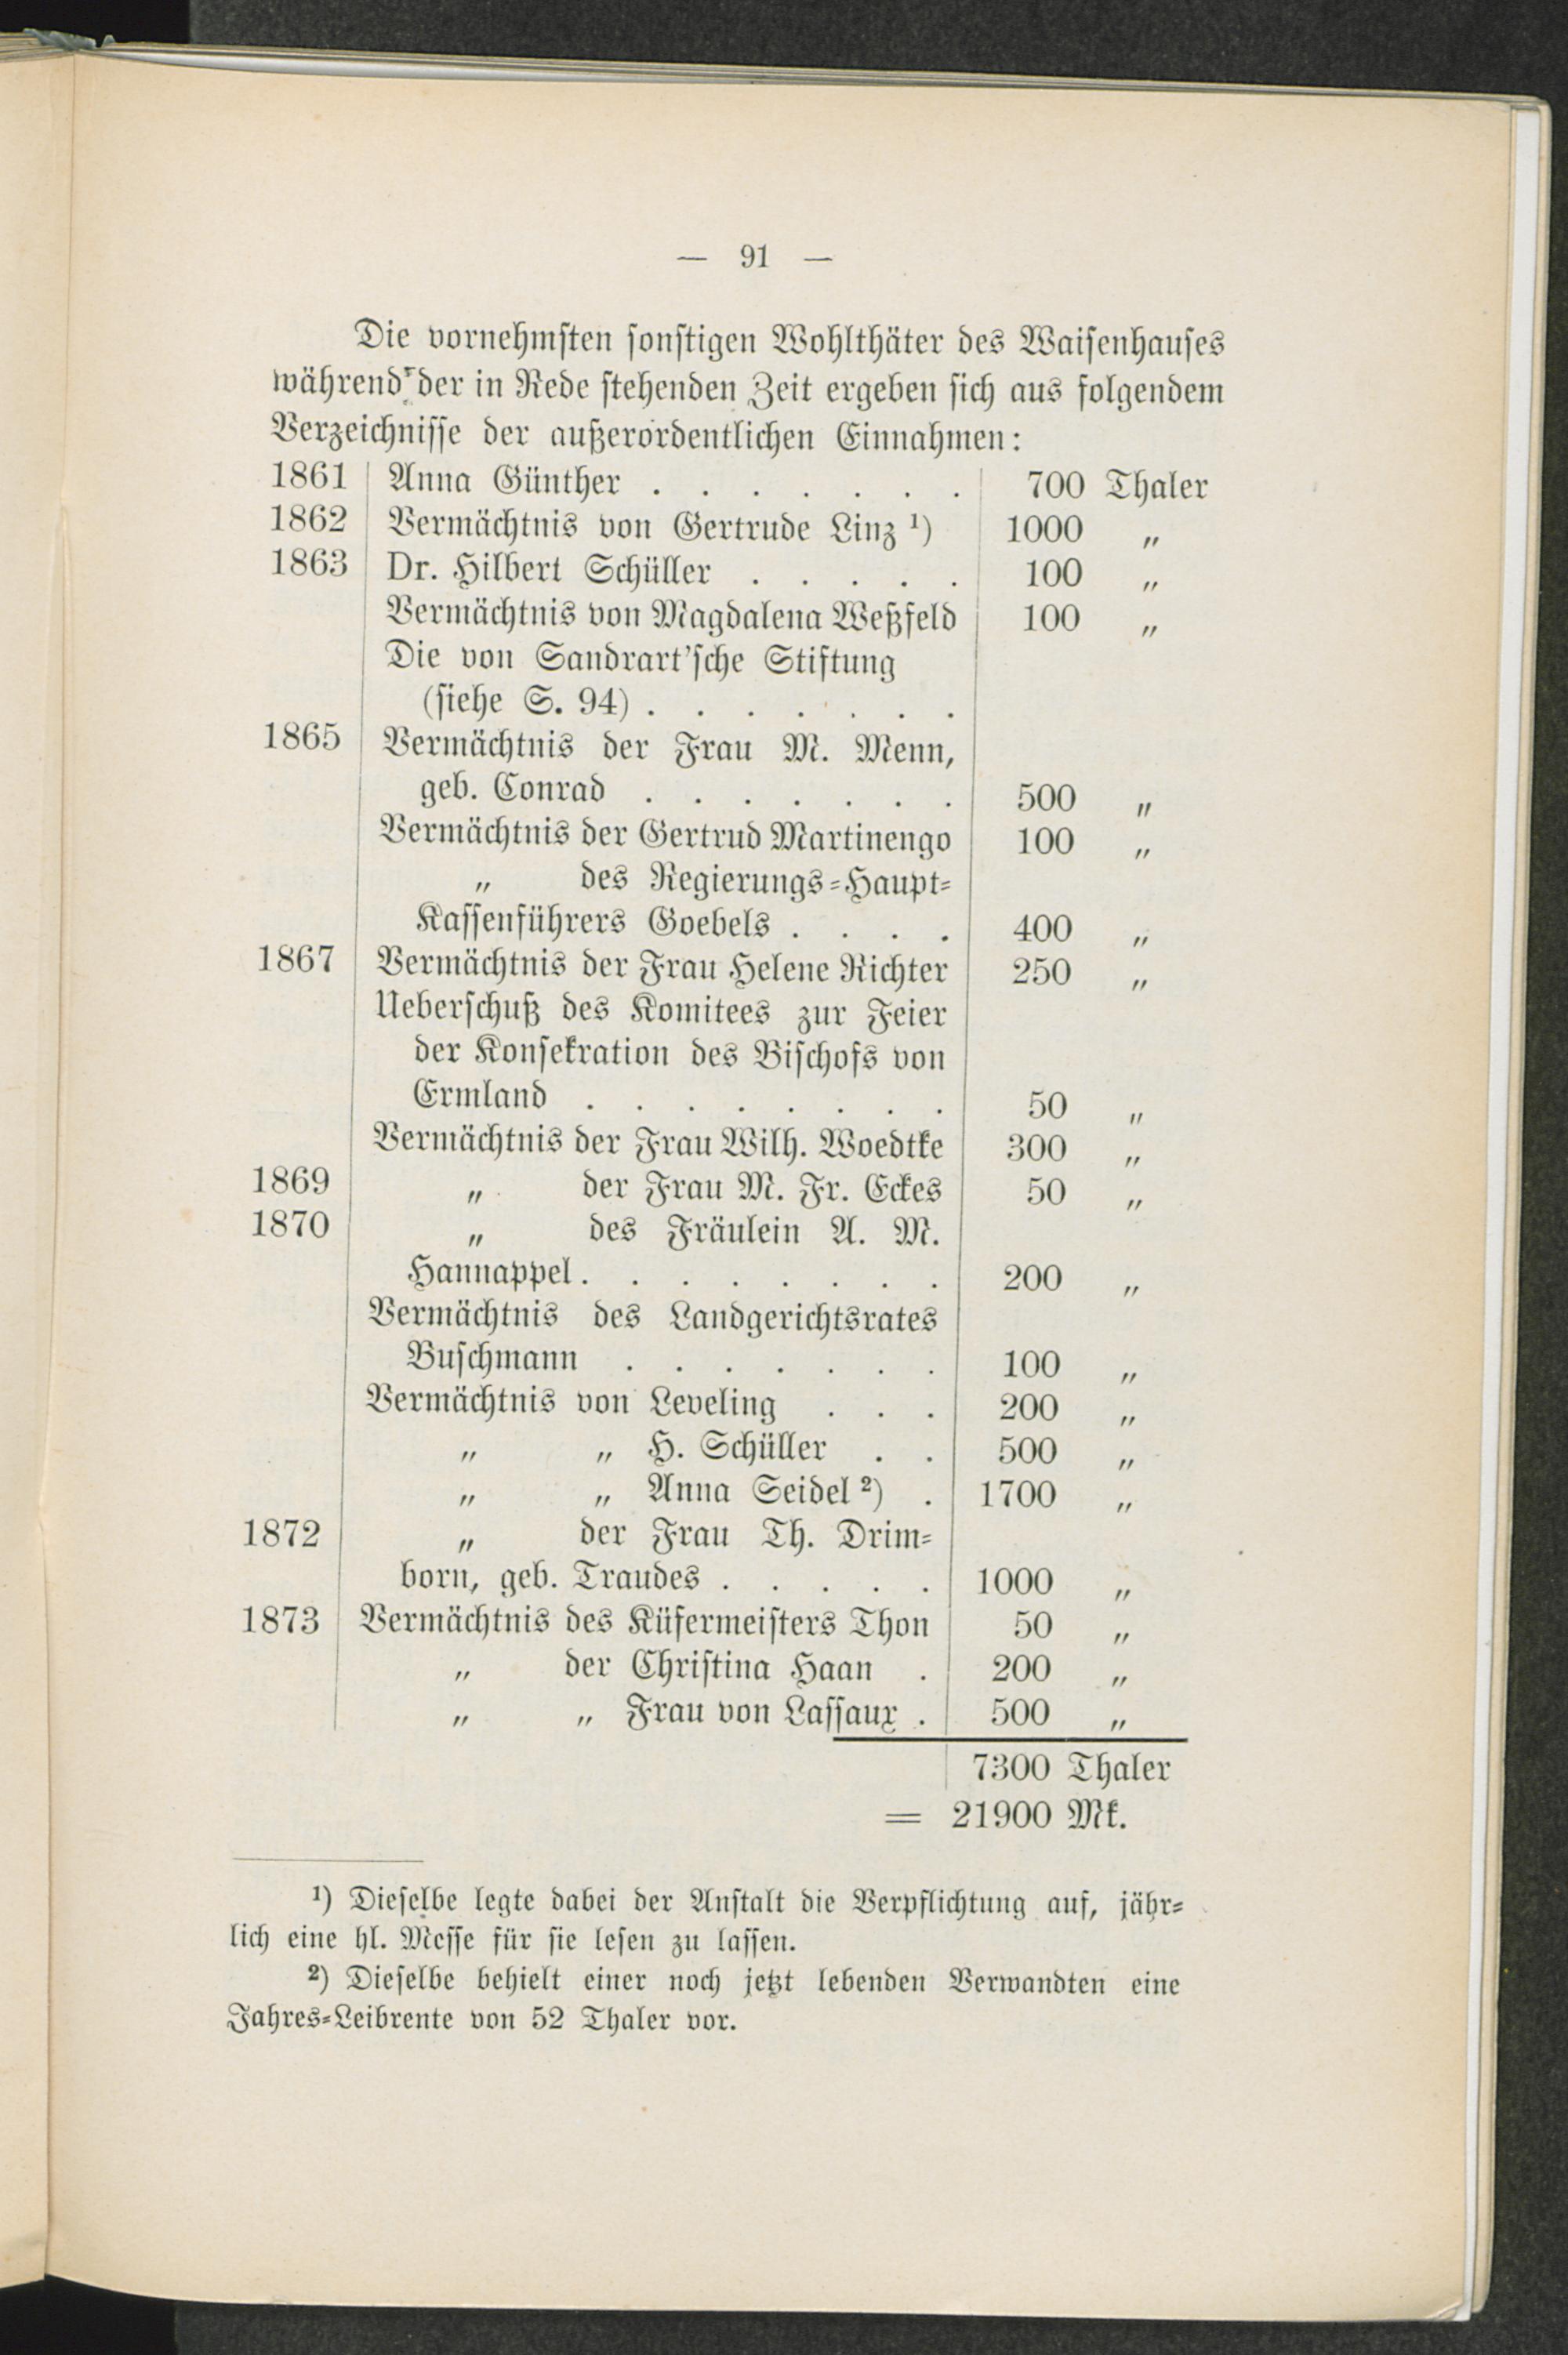 — 91 —
Die vornehmsten sonstigen Wohlthäter des Waisenhauses
während der in Rede stehenden Zeit ergeben sich aus folgendem
Verzeichnisse der außerordentlichen Einnahmen:
1861 Anna Günther . . . . . . . 700 Thaler
1862 Vermächtnis von Gertrude Linz ¹) 1000 „
1863 Dr. Hilbert Schüller . . . . . 100 „
Vermächtnis von Magdalena Weßfeld 100 „
Die von Sandrart'sche Stiftung
(siehe S. 94) . . . . . . .
1865 Vermächtnis der Frau M. Menn,
geb. Conrad . . . . . . . 500 „
Vermächtnis der Gertrud Martinengo 100 „
„ des Regierungs-Haupt-
Kassenführers Goebels . . . . 400 „
1867 Vermächtnis der Frau Helene Richter 250 „
Ueberschuß des Komitees zur Feier
der Konsekration des Bischofs von
Ermland . . . . . . . . 50 „
Vermächtnis der Frau Wilh. Woedtke 300 „
1869 „ der Frau M. Fr. Eckes 50 „
1870 „ des Fräulein A. M.
Hannappel . . . . . . . . 200 „
Vermächtnis des Landgerichtsrates
Buschmann . . . . . . . 100 „
Vermächtnis von Leveling . . . 200 „
„ „ H. Schüller . . 500 „
„ „ Anna Seidel ²) . 1700 „
1872 „ der Frau Th. Drim-
born, geb. Traudes . . . . . 1000 „
1873 Vermächtnis des Küfermeisters Thon 50 „
„ der Christina Haan . 200 „
„ „ Frau von Lassaux . 500 „
7300 Thaler
= 21900 Mk.
¹) Dieselbe legte dabei der Anstalt die Verpflichtung auf, jähr-
lich eine hl. Messe für sie lesen zu lassen.
²) Dieselbe behielt einer noch jetzt lebenden Verwandten eine
Jahres-Leibrente von 52 Thaler vor.